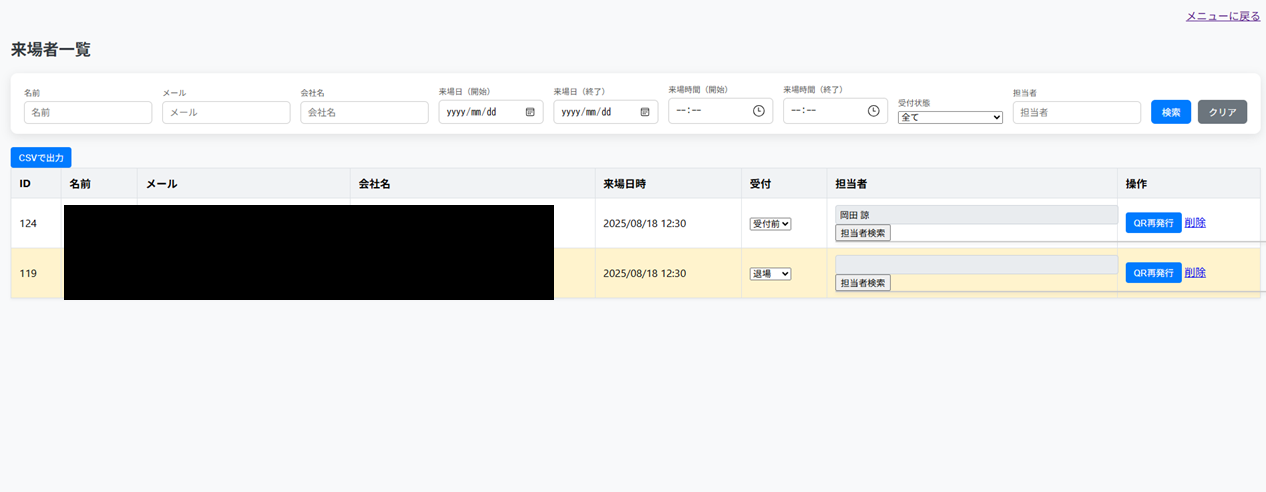 メニューに戻る
来場者一覧
名前 メール 会社名 来場日（開始） 来場日（終了） 来場時間（開始） 来場時間（終了） 受付状態 担当者
名前 メール 会社名 yyyy/mm/dd yyyy/mm/dd --:-- --:-- 全て 担当者 検索 クリア
CSVで出力
ID 名前 メール 会社名 来場日時 受付 担当者 操作
124 2025/08/18 12:30 受付前 岡田 諒 QR再発行 削除
担当者検索
119 2025/08/18 12:30 退場 QR再発行 削除
担当者検索